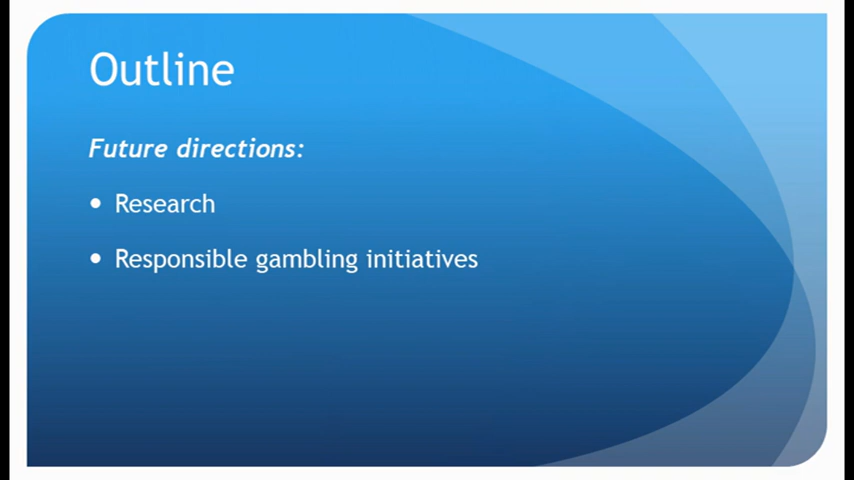 Outline
Future directions:
• Research
• Responsible gambling initiatives